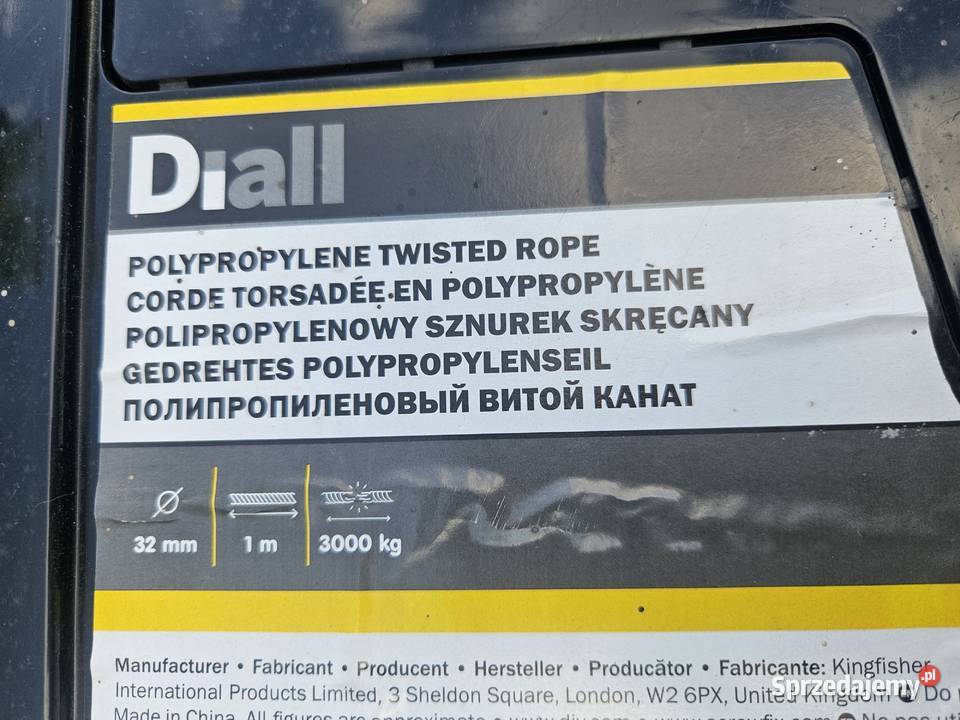 Diall
POLYPROPYLENE TWISTED ROPE
CORDE TORSADÉE EN POLYPROPYLÈNE
POLIPROPYLENOWY SZNUREK SKRĘCANY
GEDREHTES POLYPROPYLENSEIL
ПОЛИПРОПИЛЕНОВЫЙ ВИТОЙ КАНАТ
32 mm 1 m 3000 kg
Manufacturer • Fabricant • Producent • Hersteller • Producător • Fabricante: Kingfisher
International Products Limited, 3 Sheldon Square, London, W2 6PX, United Kingdom Do
Made in China. All figures are approximate
Sprzedajemy.pl